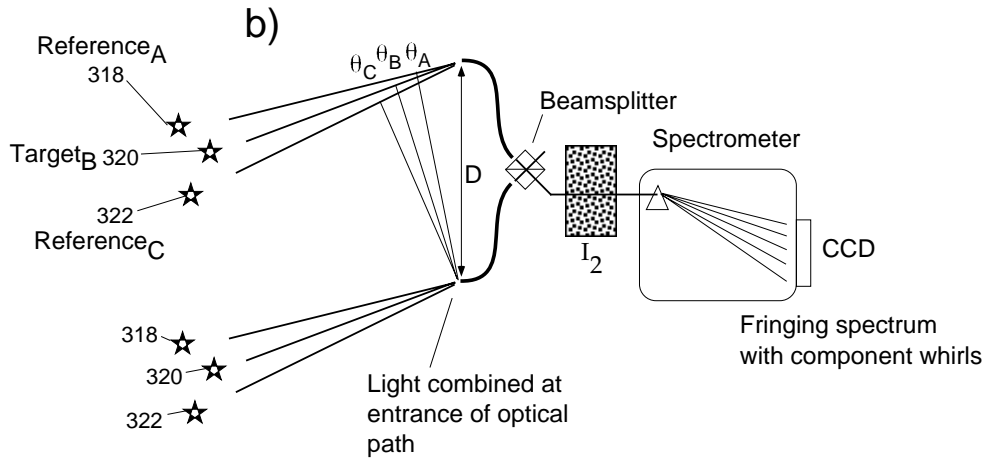 b)
Reference_A
318
θ_C θ_B θ_A
Beamsplitter
Spectrometer
Target_B 320
D
322
Reference_C
I_2
CCD
318
320
322
Light combined at
entrance of optical
path
Fringing spectrum
with component whirls